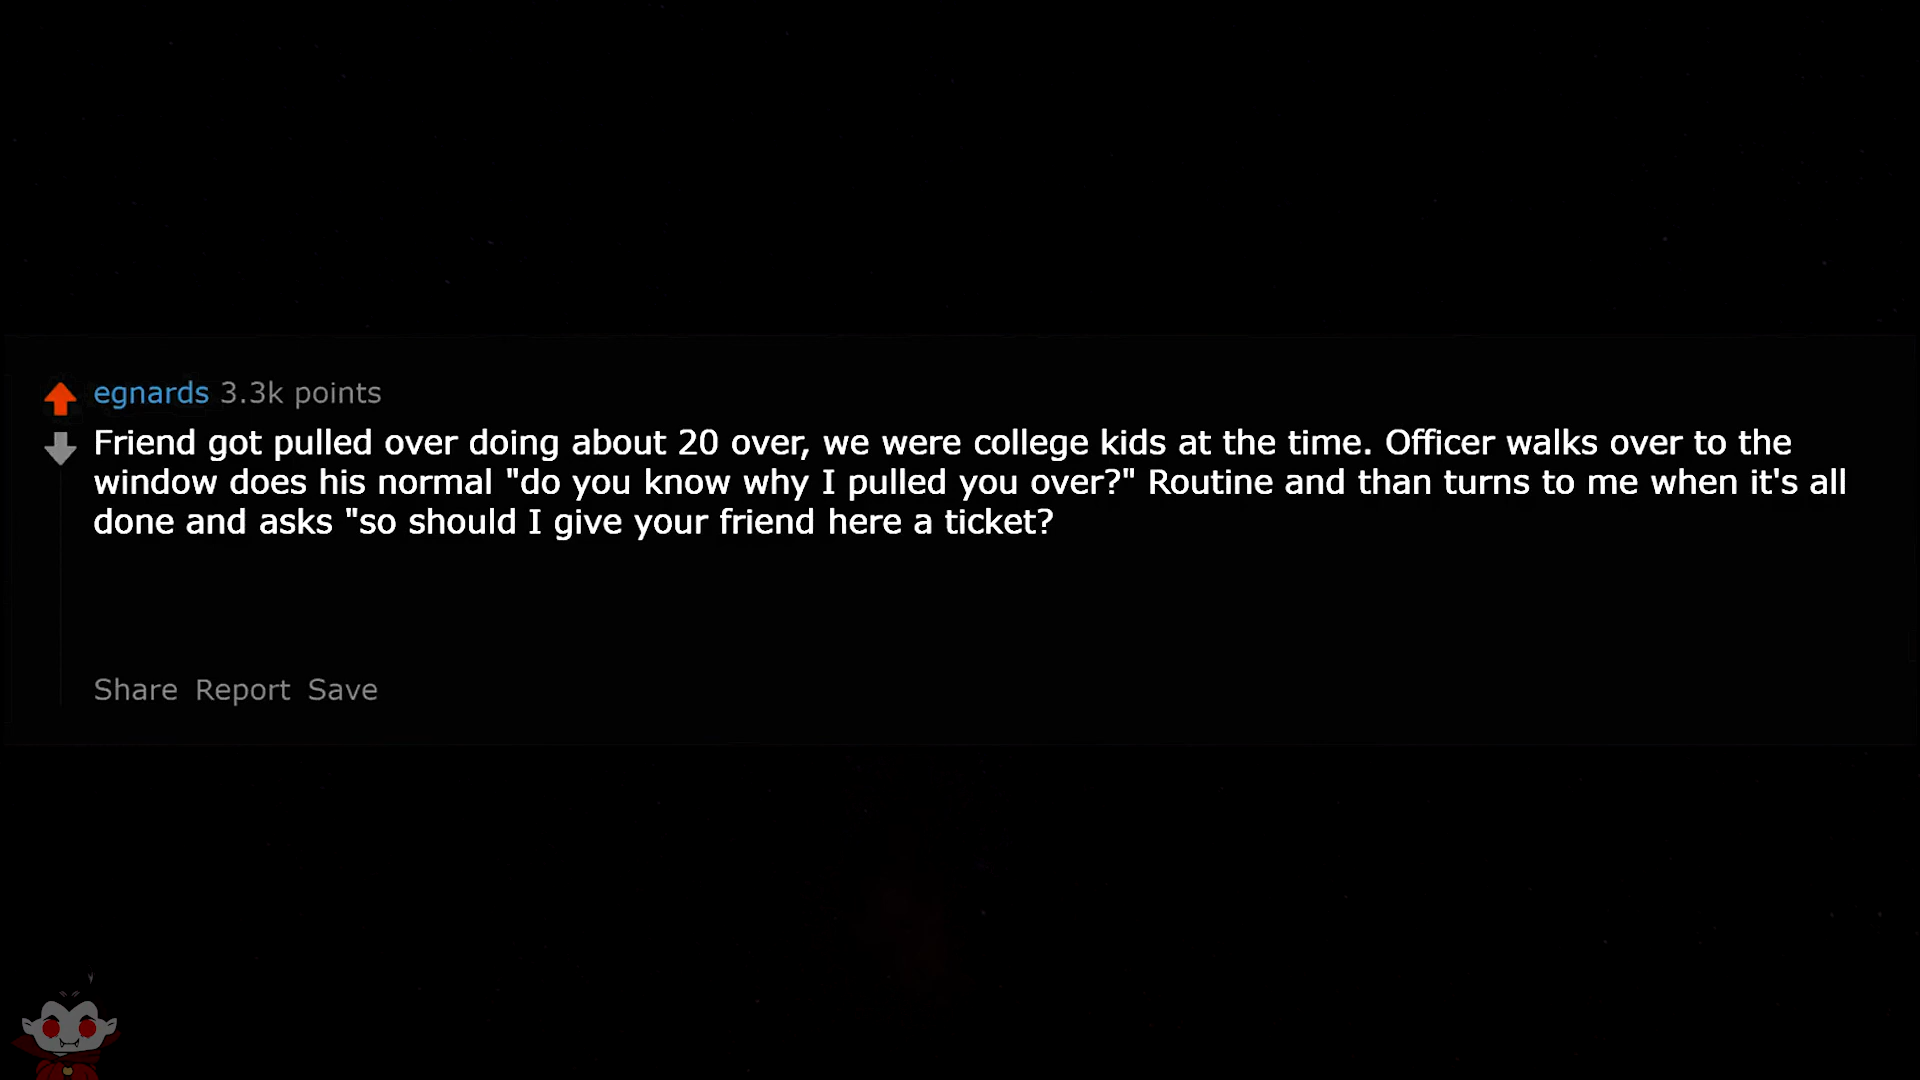 egnards 3.3k points
Friend got pulled over doing about 20 over, we were college kids at the time. Officer walks over to the
window does his normal "do you know why I pulled you over?" Routine and than turns to me when it's all
done and asks "so should I give your friend here a ticket?
Share Report Save